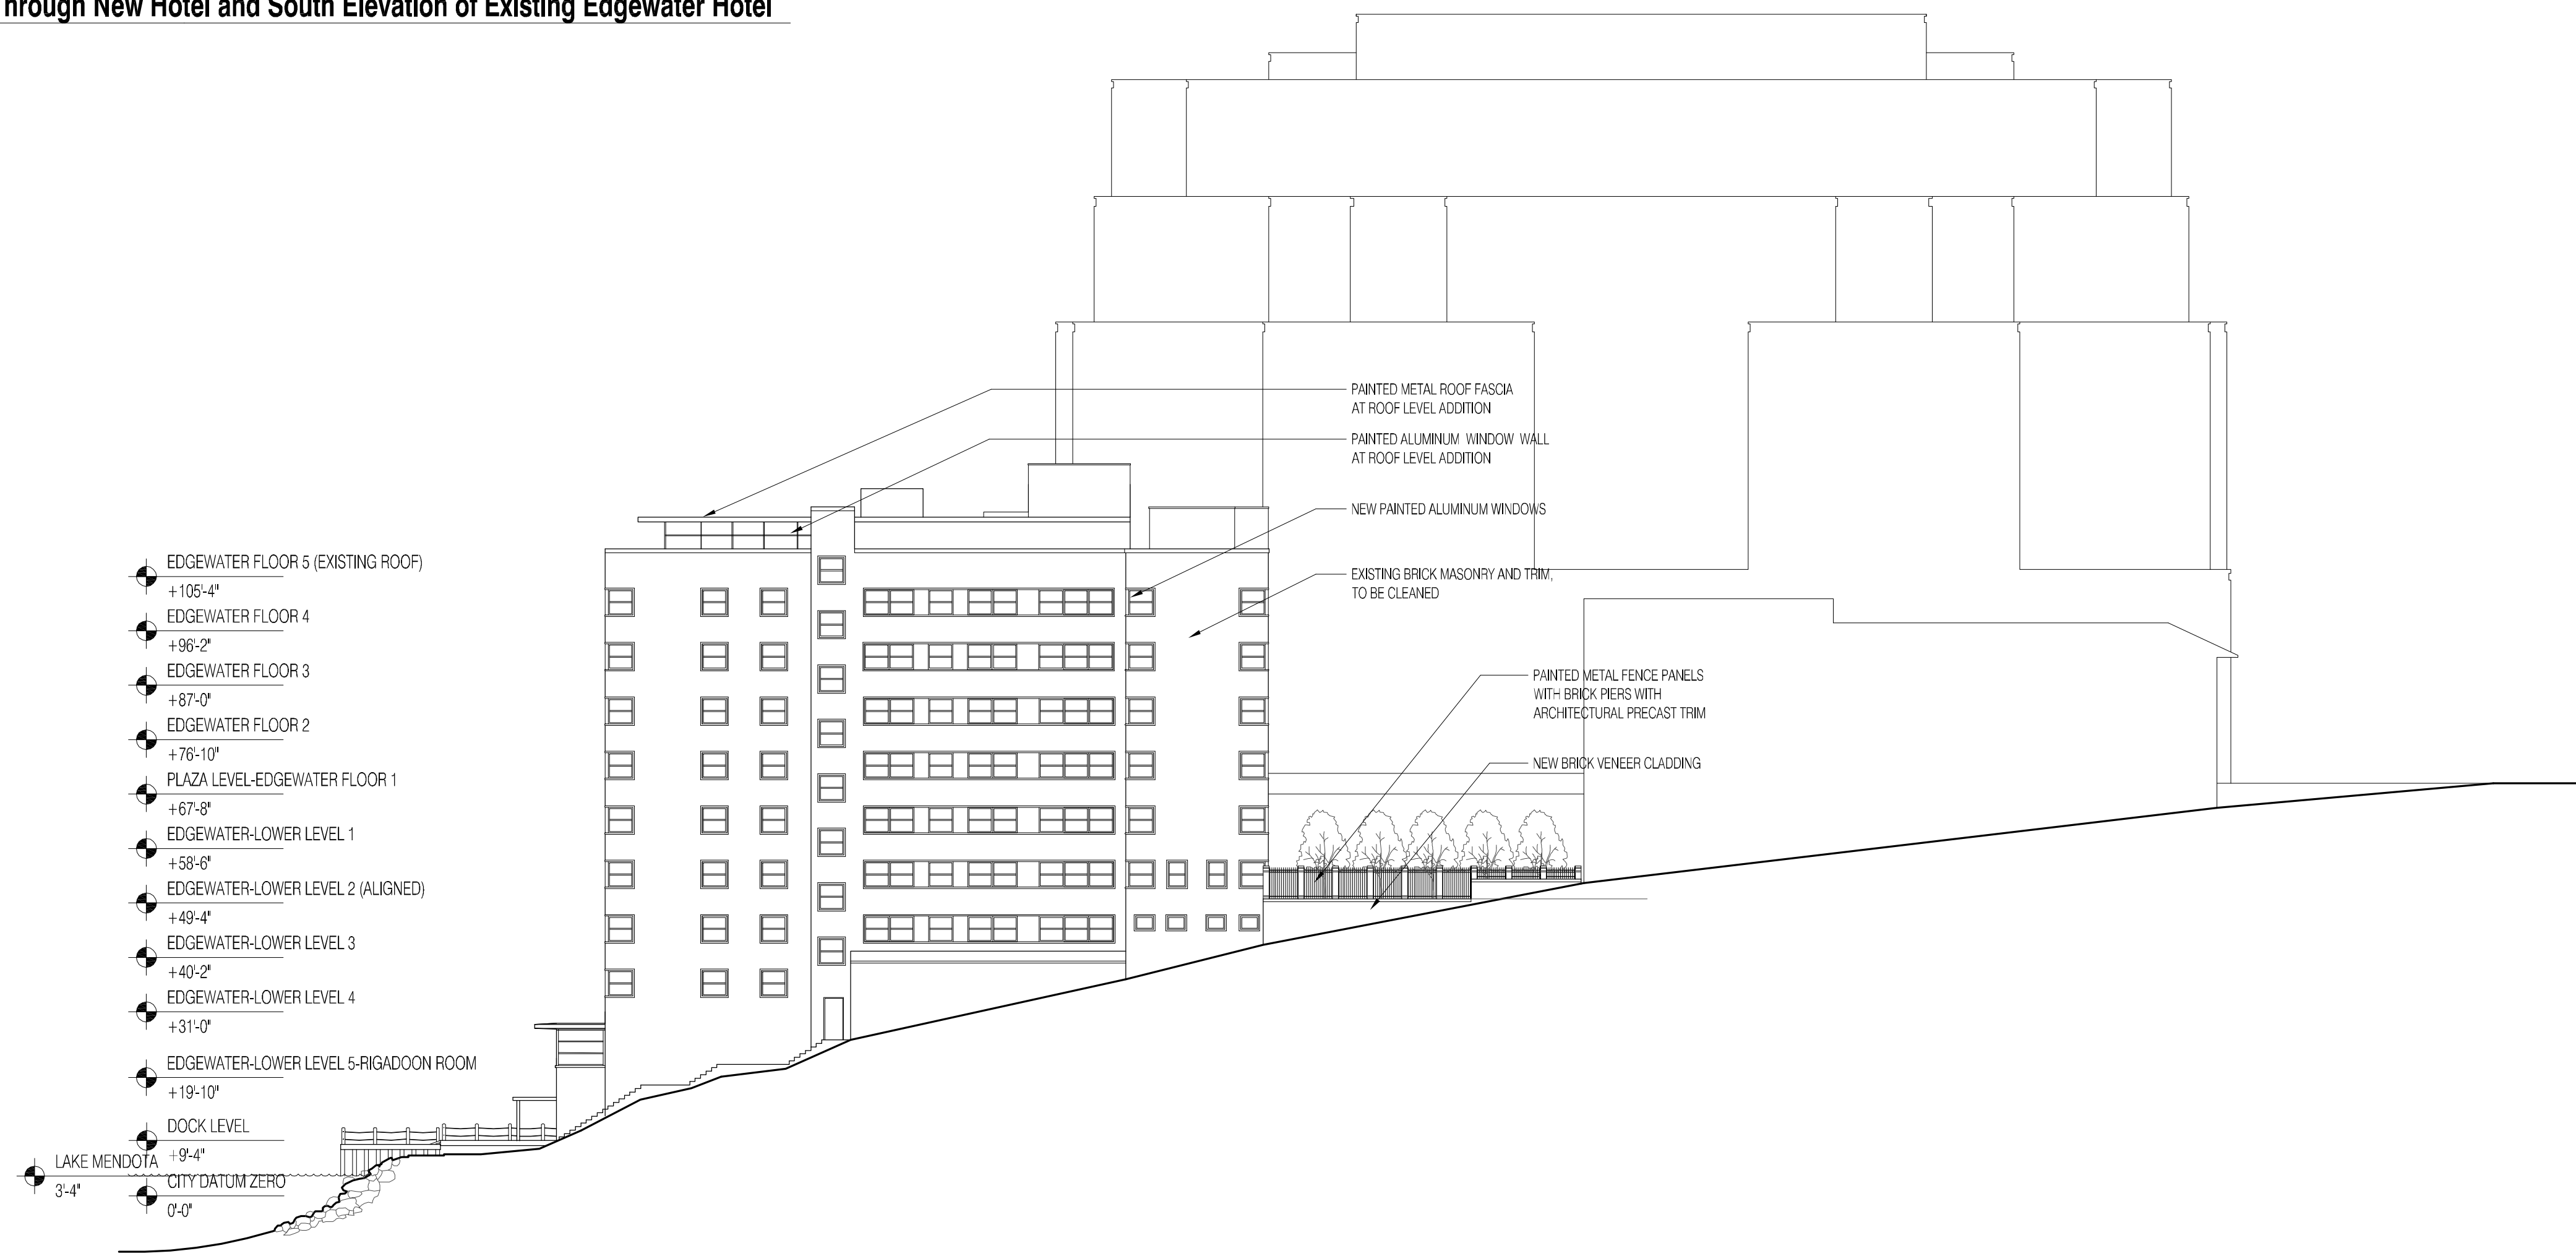 hrough New Hotel and South Elevation of Existing Edgewater Hotel
PAINTED METAL ROOF FASCIA
AT ROOF LEVEL ADDITION
PAINTED ALUMINUM WINDOW WALL
AT ROOF LEVEL ADDITION
NEW PAINTED ALUMINUM WINDOWS
EXISTING BRICK MASONRY AND TRIM,
TO BE CLEANED
PAINTED METAL FENCE PANELS
WITH BRICK PIERS WITH
ARCHITECTURAL PRECAST TRIM
NEW BRICK VENEER CLADDING
EDGEWATER FLOOR 5 (EXISTING ROOF)
+105'-4"
EDGEWATER FLOOR 4
+96'-2"
EDGEWATER FLOOR 3
+87'-0"
EDGEWATER FLOOR 2
+76'-10"
PLAZA LEVEL-EDGEWATER FLOOR 1
+67'-8"
EDGEWATER-LOWER LEVEL 1
+58'-6"
EDGEWATER-LOWER LEVEL 2 (ALIGNED)
+49'-4"
EDGEWATER-LOWER LEVEL 3
+40'-2"
EDGEWATER-LOWER LEVEL 4
+31'-0"
EDGEWATER-LOWER LEVEL 5-RIGADOON ROOM
+19'-10"
DOCK LEVEL
+9'-4"
LAKE MENDOTA
3'-4"
CITY DATUM ZERO
0'-0"